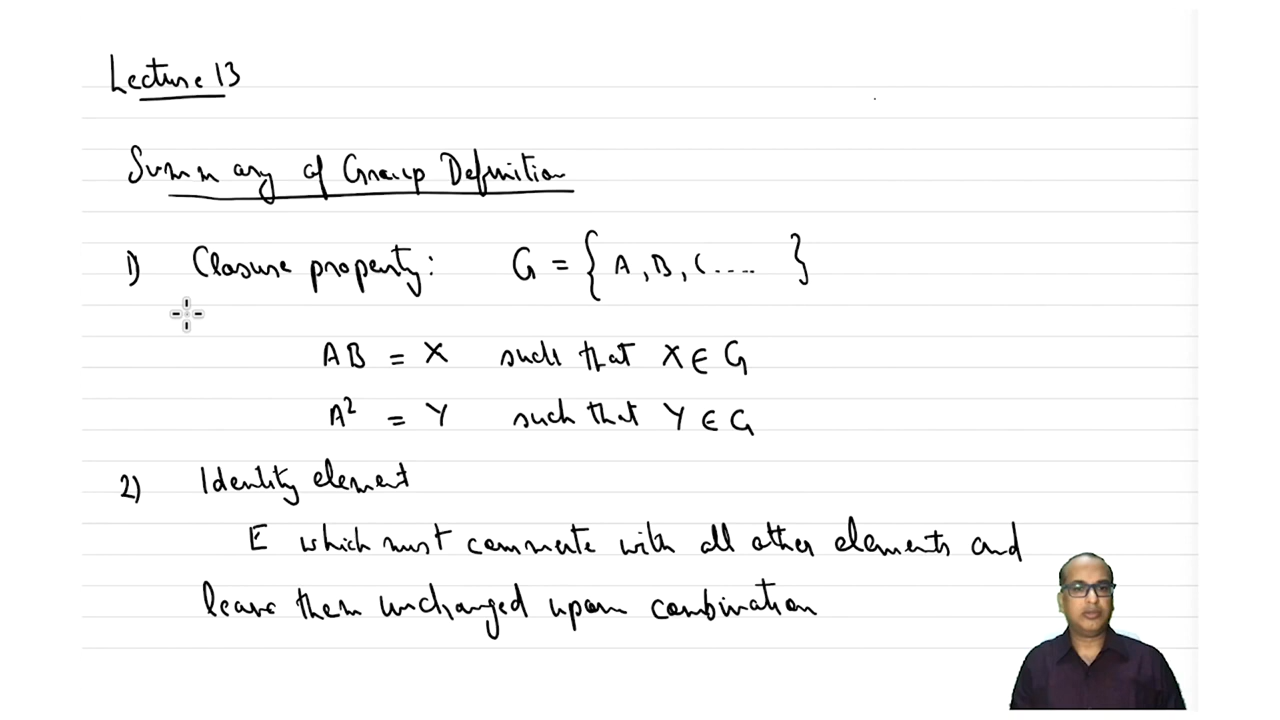 Lecture 13
Summary of Group Definition
1) Closure property: G = { A, B, C .... }
AB = X such that X ∈ G
A² = Y such that Y ∈ G
2) Identity element
E which must commute with all other elements and
leave them unchanged upon combination